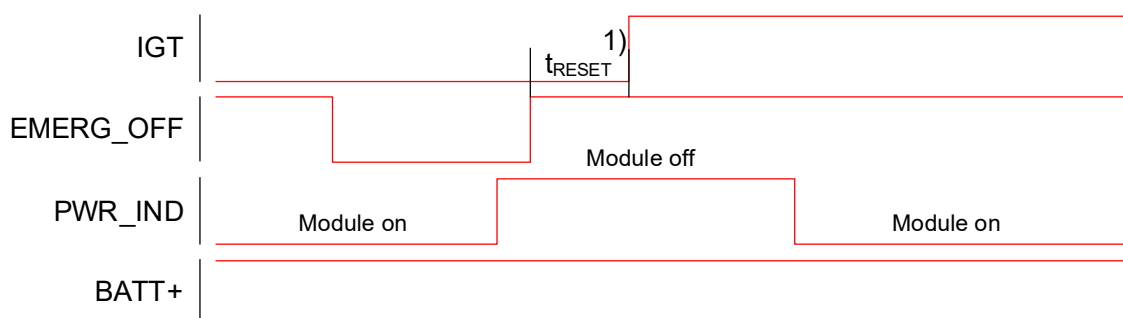 IGT
1)
tRESET
EMERG_OFF
Module off
PWR_IND
Module on
Module on
BATT+